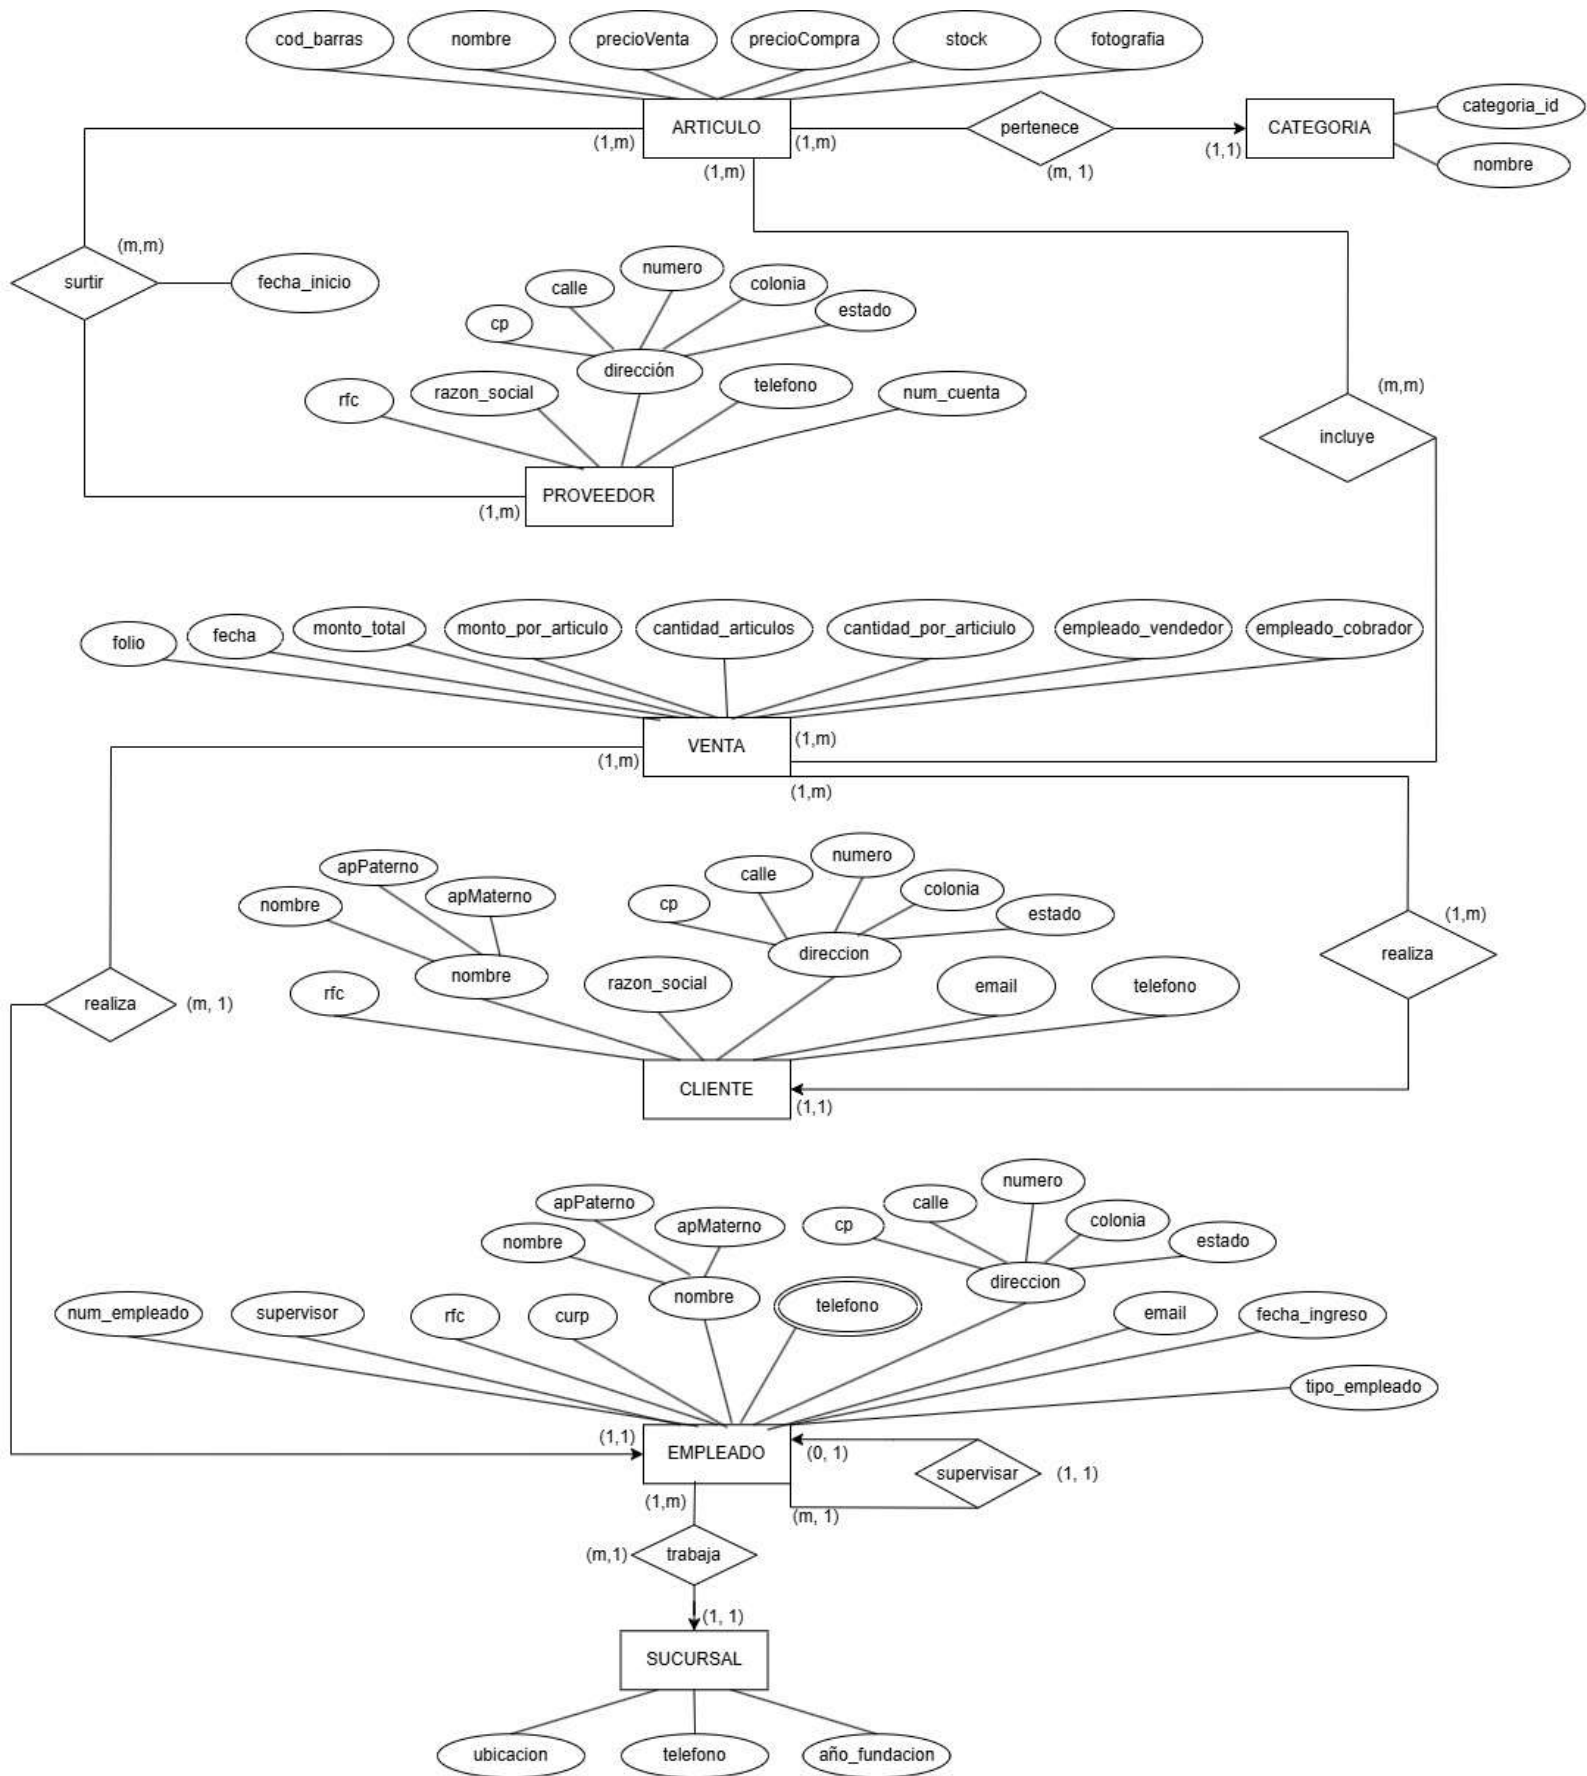 cod_barras
nombre
precioVenta
precioCompra
stock
fotografia
ARTICULO
(1,m)
(1,m)
(1,m)
pertenece
(m, 1)
CATEGORIA
(1,1)
categoria_id
nombre
surtir
(m,m)
fecha_inicio
cp
calle
numero
colonia
estado
dirección
rfc
razon_social
telefono
num_cuenta
PROVEEDOR
(1,m)
(m,m)
incluye
folio
fecha
monto_total
monto_por_articulo
cantidad_articulos
cantidad_por_articiulo
empleado_vendedor
empleado_cobrador
VENTA
(1,m)
(1,m)
(1,m)
realiza
(m, 1)
realiza
(1,m)
nombre
apPaterno
apMaterno
cp
calle
numero
colonia
estado
rfc
nombre
razon_social
direccion
email
telefono
CLIENTE
(1,1)
nombre
apPaterno
apMaterno
cp
calle
numero
colonia
estado
num_empleado
supervisor
rfc
curp
nombre
telefono
direccion
email
fecha_ingreso
tipo_empleado
(1,1)
EMPLEADO
(0, 1)
supervisar
(1, 1)
(1,m)
(m, 1)
(m,1)
trabaja
(1, 1)
SUCURSAL
ubicacion
telefono
año_fundacion